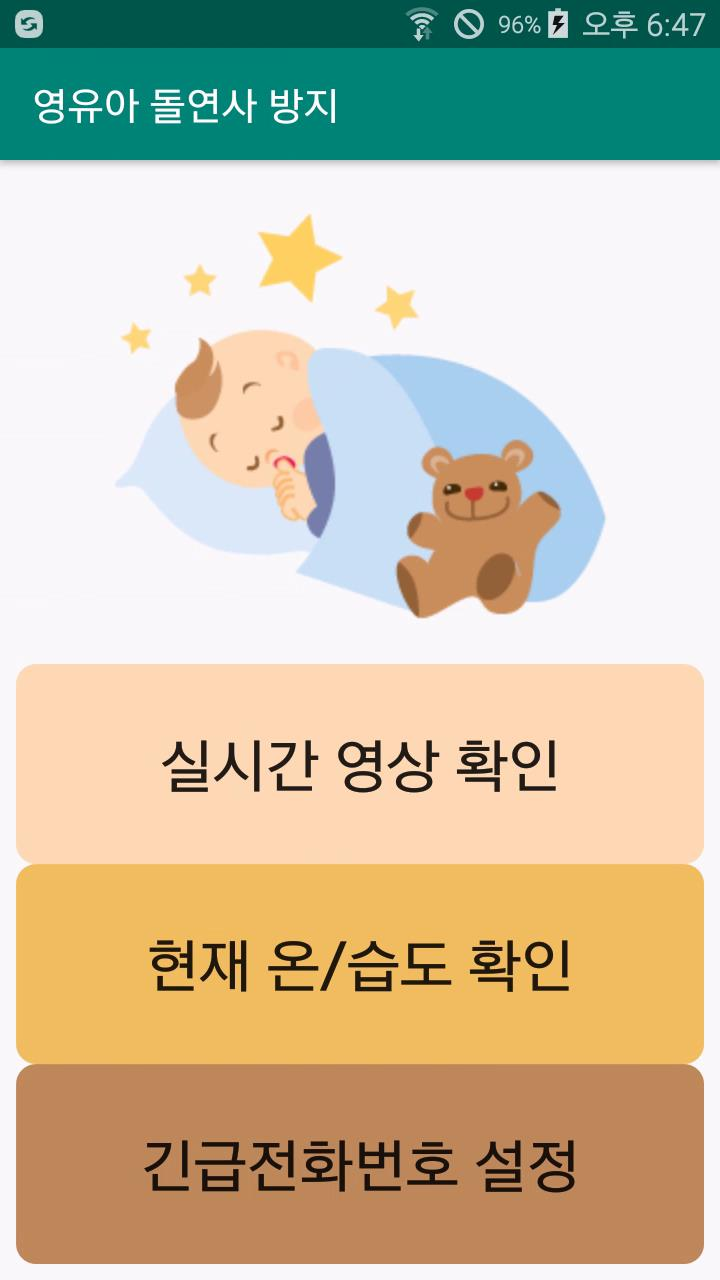 96% 오후 6:47
영유아 돌연사 방지
실시간 영상 확인
현재 온/습도 확인
긴급전화번호 설정